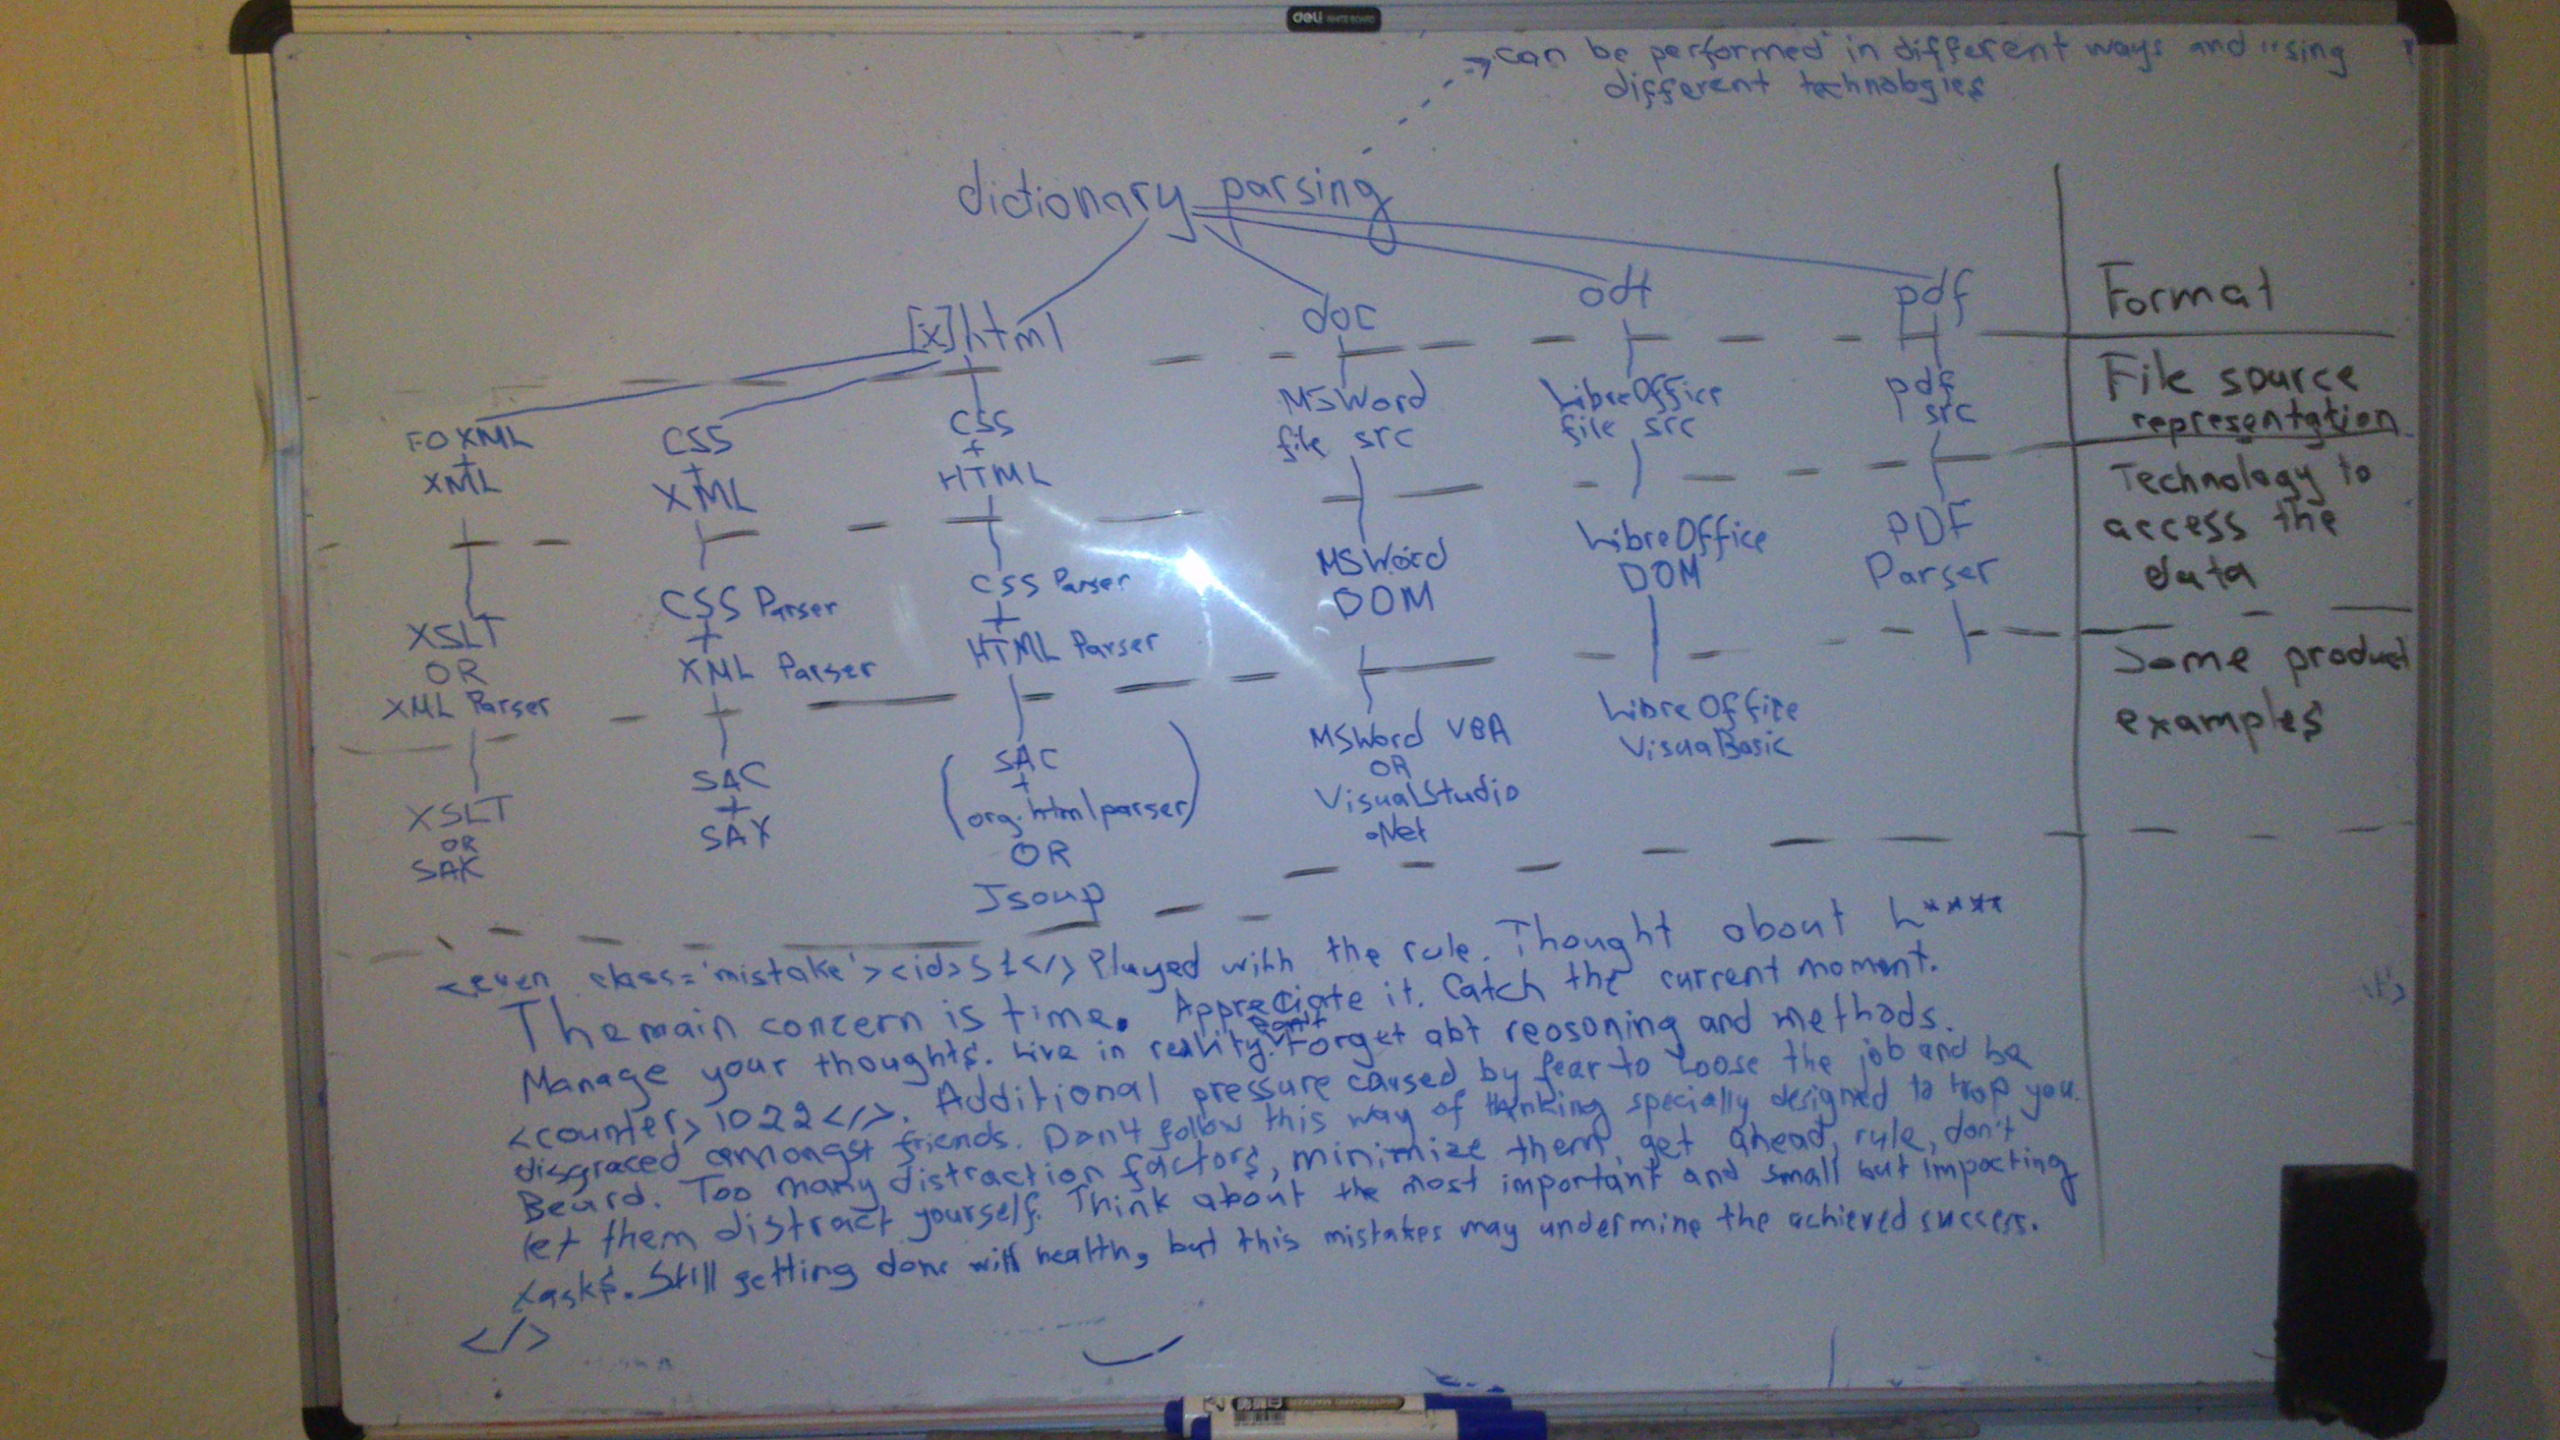 deli WHITE BOARD
can be performed in different ways and using
different technologies
dictionary parsing
[x]html doc odt pdf Format
FOXML + XML
CSS + XML
CSS + HTML
MSWord file src
LibreOffice file src
pdf src
File source representation
XSLT OR XML Parser
CSS Parser + XML Parser
CSS Parser + HTML Parser
MSWord DOM
LibreOffice DOM
PDF Parser
Technology to access the data
XSLT OR SAX
SAC + SAX
(SAC + org.htmlparser) OR Jsoup
MSWord VBA OR VisualStudio .Net
LibreOffice VisualBasic
Some product examples
<even class='mistake'><id>51</> Played with the rule. Thought about h****
The main concern is time. Appreciate it. Catch the current moment.
Manage your thoughts. Live in reality. Don't Forget abt reosoning and methods.
<counter>1022</>. Additional pressure caused by fear to loose the job and be
disgraced amongst friends. Don't follow this way of thinking specially designed to trop you.
Beard. Too many distraction factors, minimize them, get ahead, rule, don't
let them distract yourself. Think about the most important and small but impacting
tasks. Still getting done with health, but this mistakes may undermine the achieved success.
</>